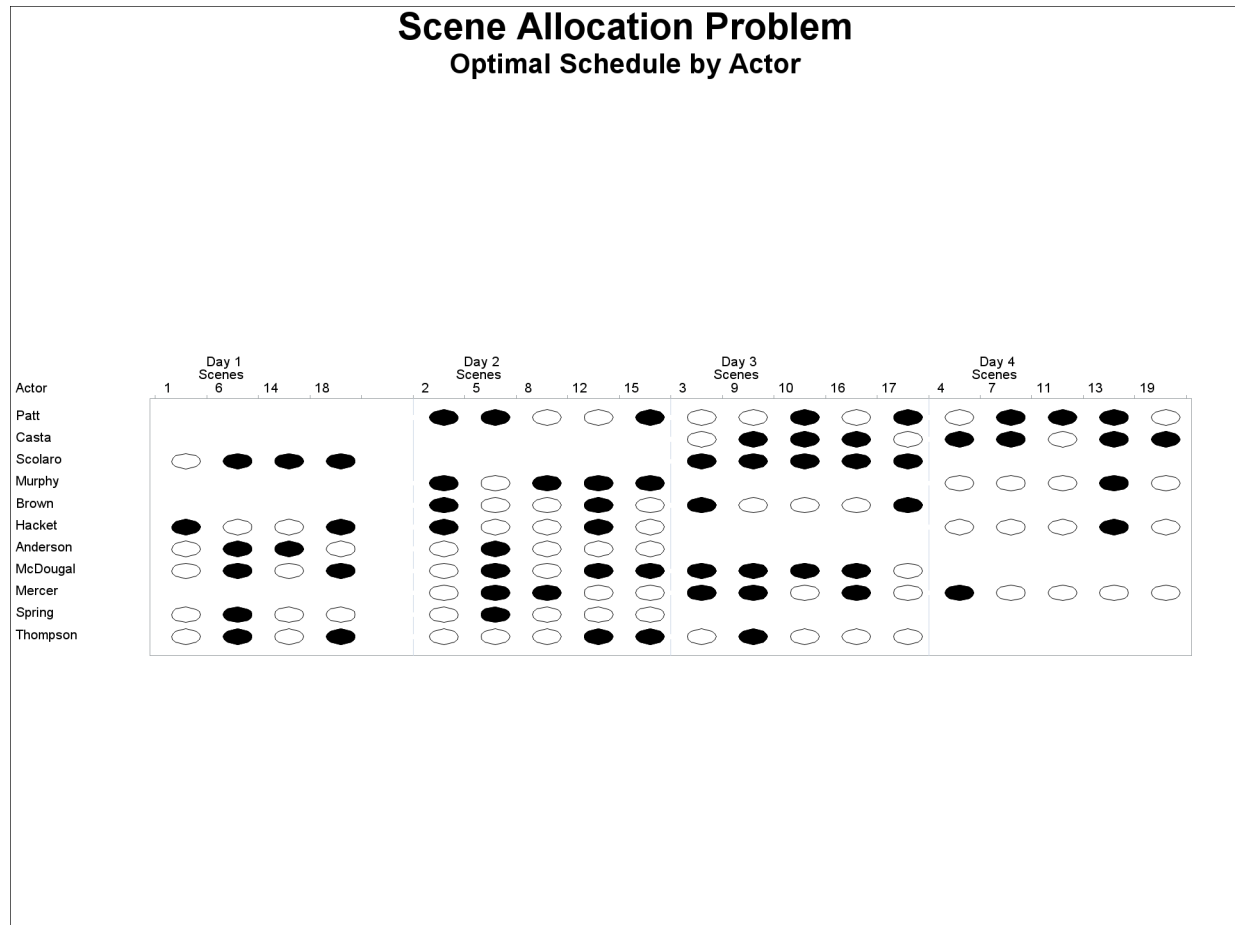 Scene Allocation Problem
Optimal Schedule by Actor
Day 1 Day 2 Day 3 Day 4
Scenes Scenes Scenes Scenes
Actor 1 6 14 18 2 5 8 12 15 3 9 10 16 17 4 7 11 13 19
Patt
Casta
Scolaro
Murphy
Brown
Hacket
Anderson
McDougal
Mercer
Spring
Thompson